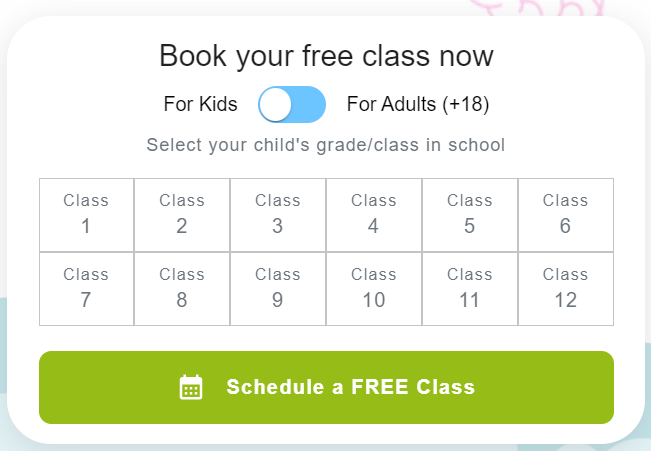 Book your free class now
For Kids For Adults (+18)
Select your child's grade/class in school
Class Class Class Class Class Class
1 2 3 4 5 6
Class Class Class Class Class Class
7 8 9 10 11 12
Schedule a FREE Class